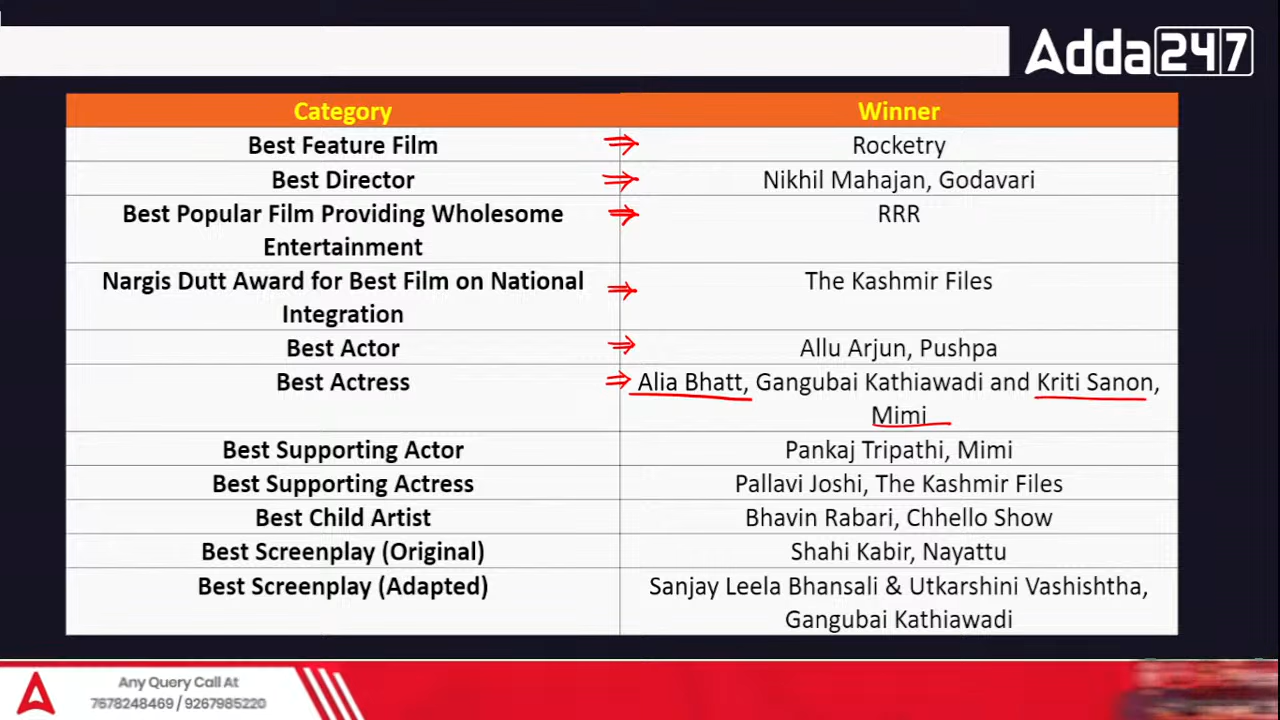 Adda247
Category
Winner
Best Feature Film
Rocketry
Best Director
Nikhil Mahajan, Godavari
Best Popular Film Providing Wholesome
Entertainment
RRR
Nargis Dutt Award for Best Film on National
Integration
The Kashmir Files
Best Actor
Allu Arjun, Pushpa
Best Actress
Alia Bhatt, Gangubai Kathiawadi and Kriti Sanon,
Mimi
Best Supporting Actor
Pankaj Tripathi, Mimi
Best Supporting Actress
Pallavi Joshi, The Kashmir Files
Best Child Artist
Bhavin Rabari, Chhello Show
Best Screenplay (Original)
Shahi Kabir, Nayattu
Best Screenplay (Adapted)
Sanjay Leela Bhansali & Utkarshini Vashishtha,
Gangubai Kathiawadi
Any Query Call At
7678248469 / 9267985220